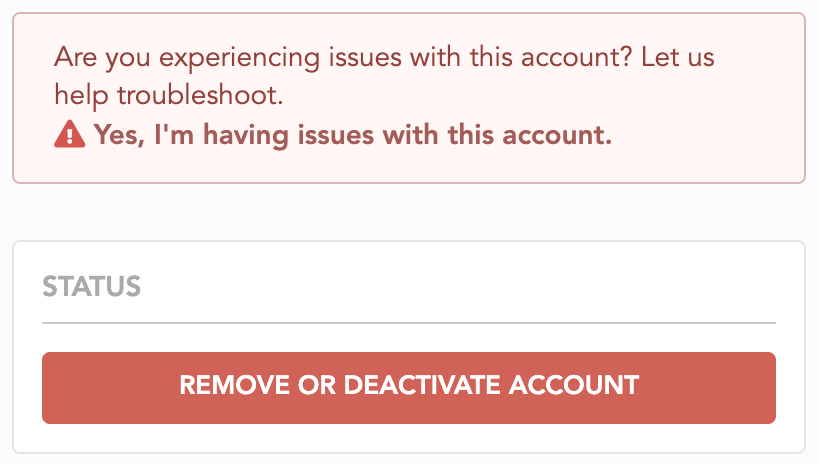 Are you experiencing issues with this account? Let us
help troubleshoot.
Yes, I'm having issues with this account.
STATUS
REMOVE OR DEACTIVATE ACCOUNT